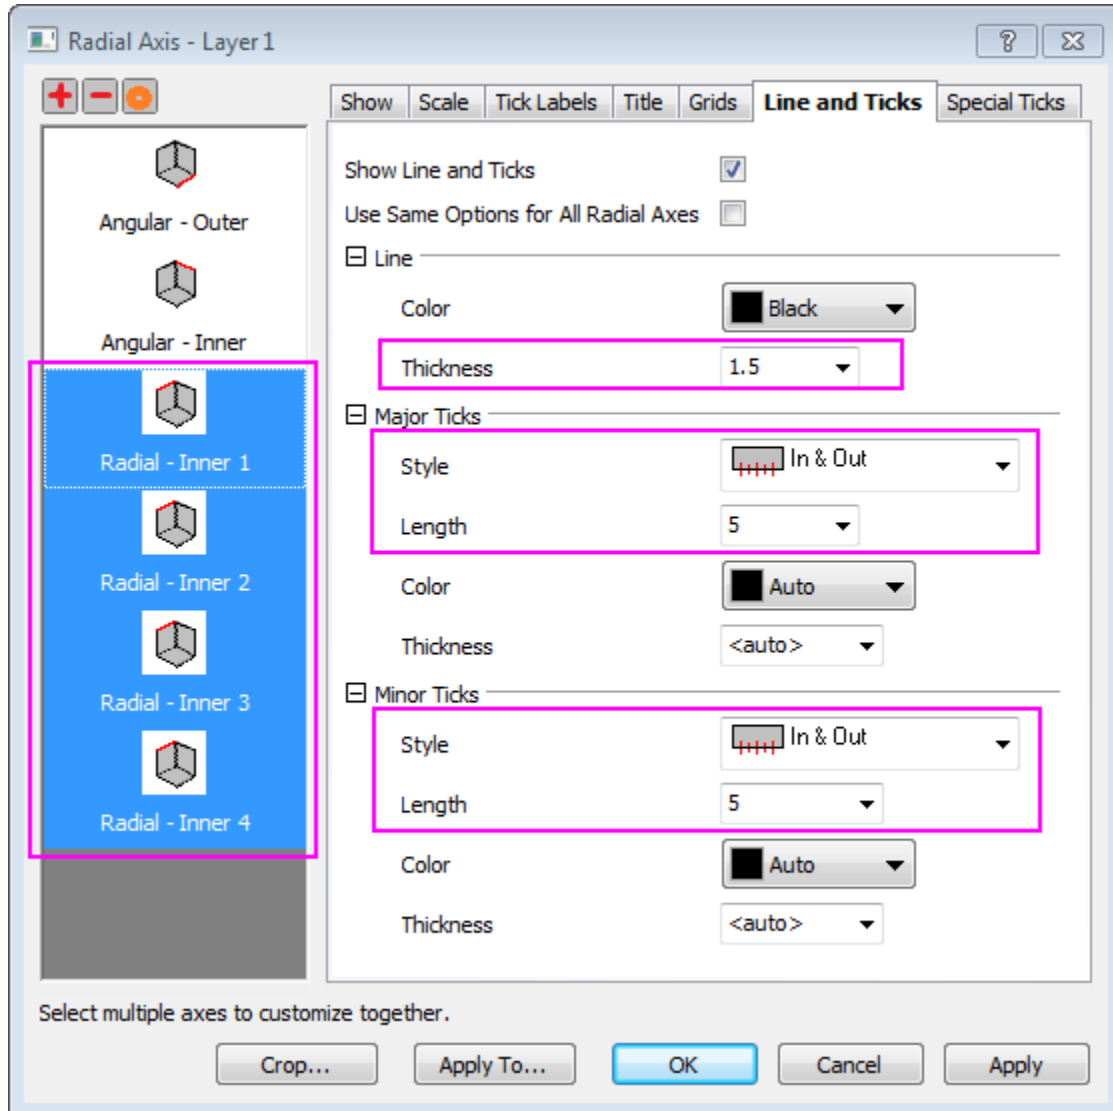 Radial Axis - Layer 1
Show Scale Tick Labels Title Grids Line and Ticks Special Ticks
Angular - Outer
Angular - Inner
Radial - Inner 1
Radial - Inner 2
Radial - Inner 3
Radial - Inner 4
Show Line and Ticks
Use Same Options for All Radial Axes
Line
Color Black
Thickness 1.5
Major Ticks
Style In & Out
Length 5
Color Auto
Thickness <auto>
Minor Ticks
Style In & Out
Length 5
Color Auto
Thickness <auto>
Select multiple axes to customize together.
Crop... Apply To... OK Cancel Apply